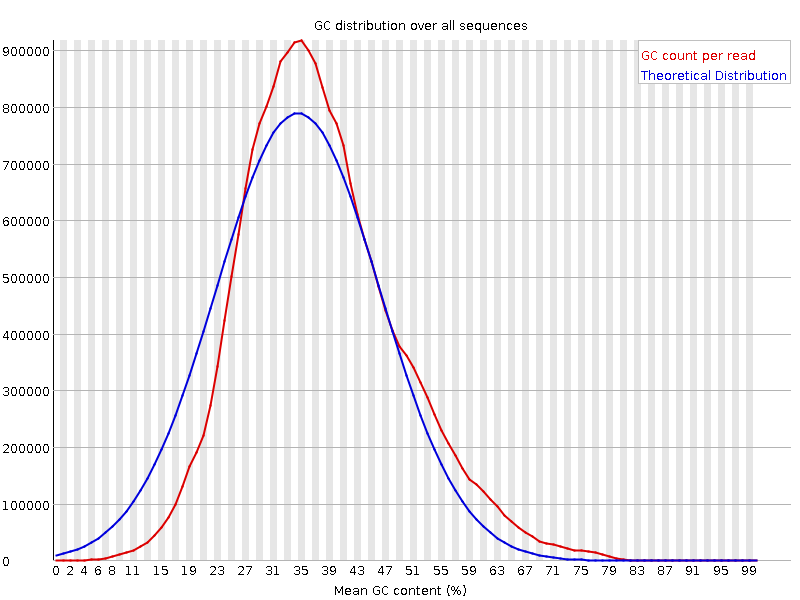 GC distribution over all sequences
GC count per read
Theoretical Distribution
900000
800000
700000
600000
500000
400000
300000
200000
100000
0
0 2 4 6 8 11 15 19 23 27 31 35 39 43 47 51 55 59 63 67 71 75 79 83 87 91 95 99
Mean GC content (%)